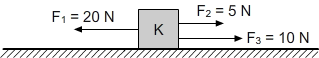 F₁ = 20 N
K
F₂ = 5 N
F₃ = 10 N